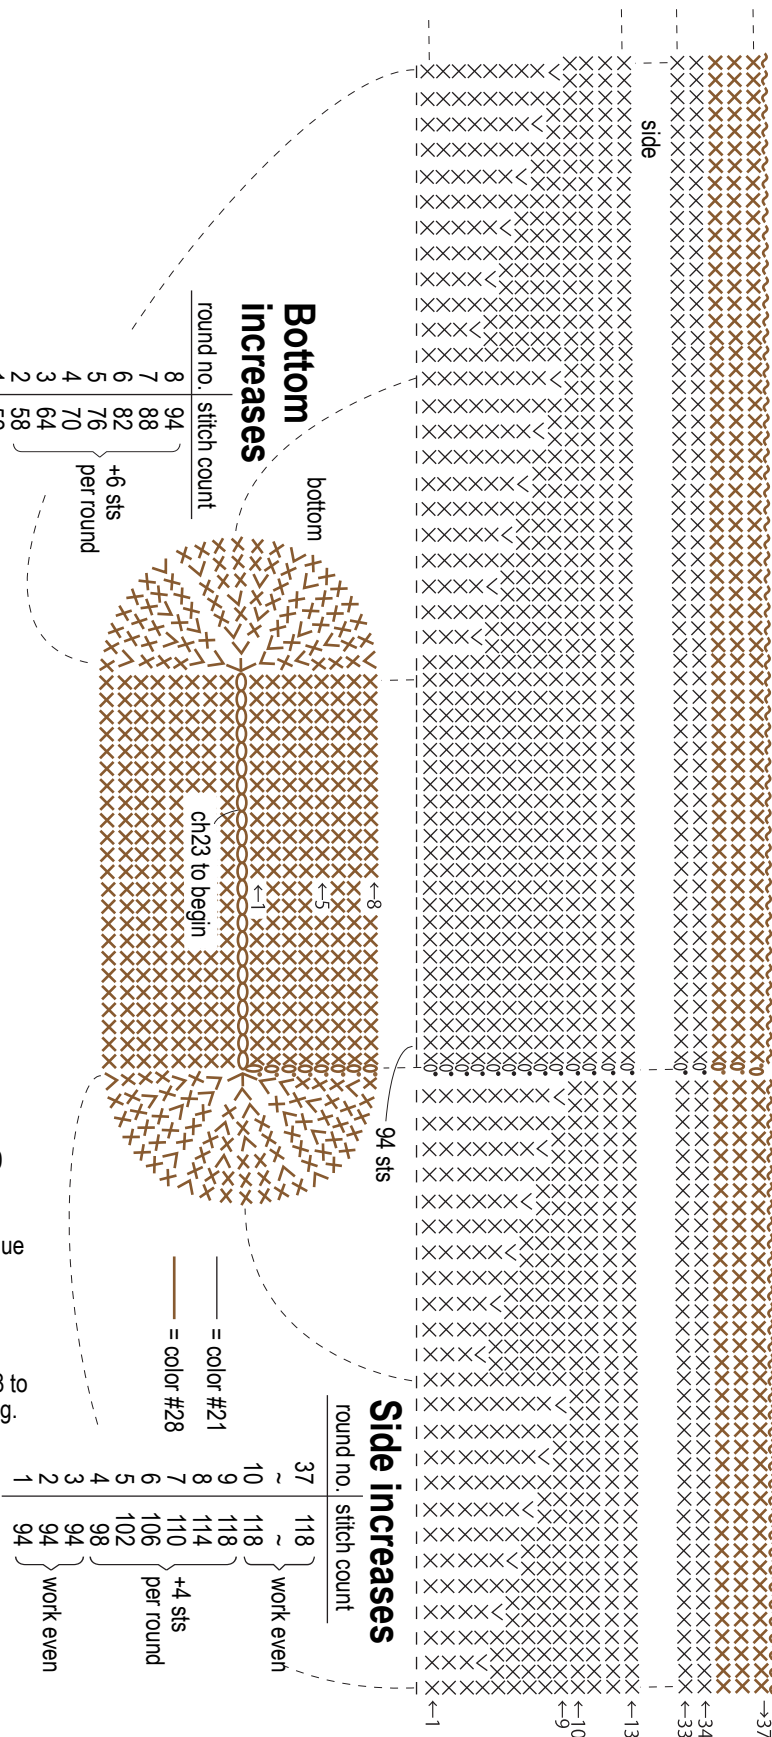 side
←1
←9
←10
←13
←33
←34
→37
94 sts
Bottom
increases
round no. stitch count
8 94
7 88
6 82
5 76
4 70
3 64
2 58
+6 sts
per round
bottom
ch23 to begin
←1
←5
←8
= color #21
= color #28
Side increases
round no. stitch count
37 118
~ ~
10 118
work even
9 118
8 114
7 110
6 106
5 102
4 98
+4 sts
per round
3 94
2 94
1 94
work even
ue
to
g.